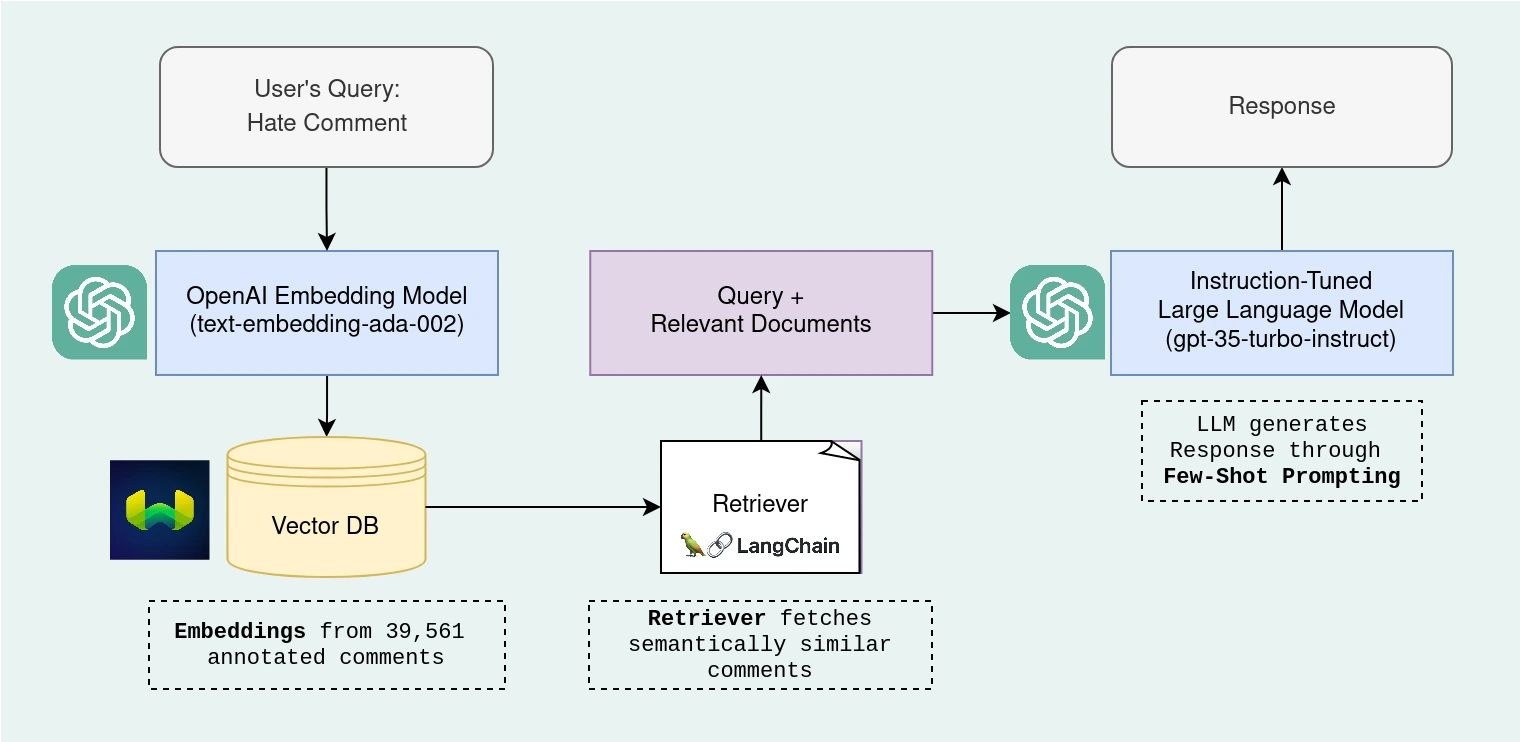 User's Query:
Hate Comment
OpenAI Embedding Model
(text-embedding-ada-002)
Vector DB
Embeddings from 39,561
annotated comments
Query +
Relevant Documents
Retriever
LangChain
Retriever fetches
semantically similar
comments
Response
Instruction-Tuned
Large Language Model
(gpt-35-turbo-instruct)
LLM generates
Response through
Few-Shot Prompting